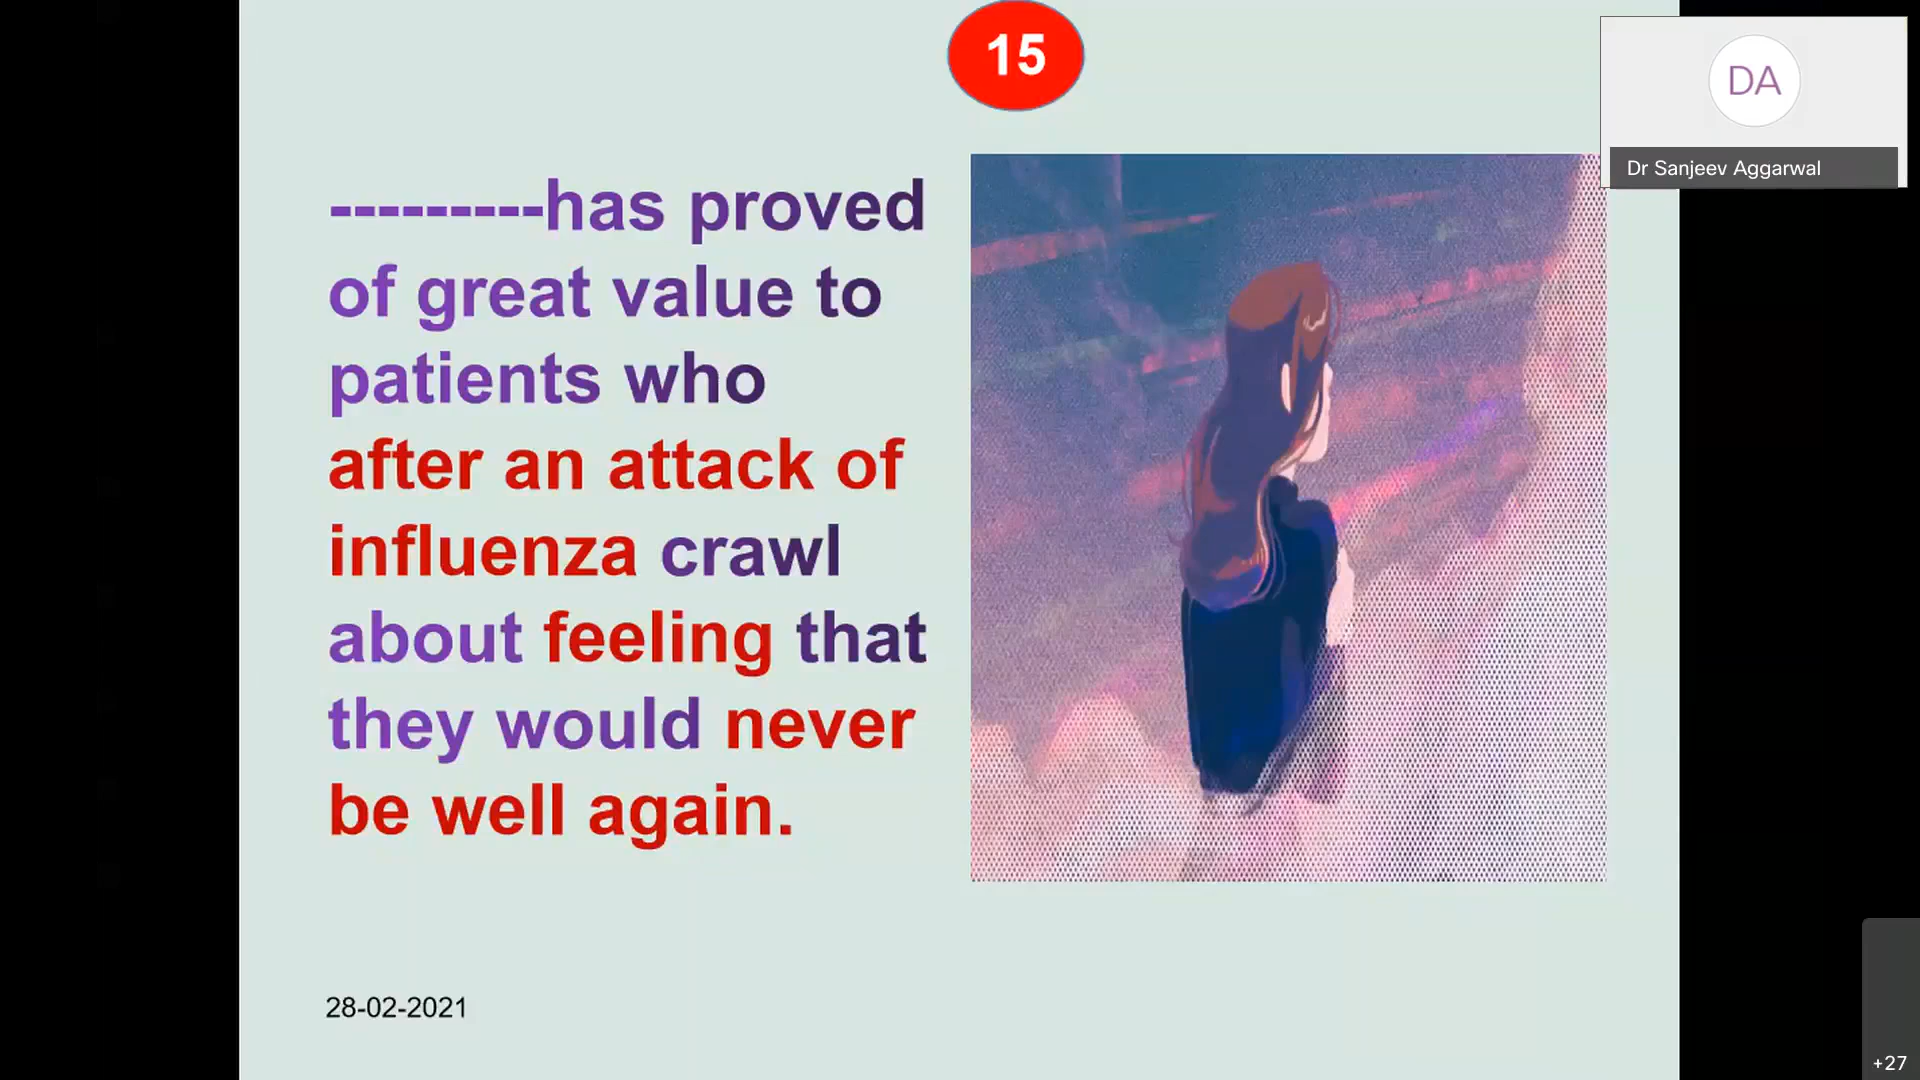 15
DA
Dr Sanjeev Aggarwal
---------has proved
of great value to
patients who
after an attack of
influenza crawl
about feeling that
they would never
be well again.
28-02-2021
+27